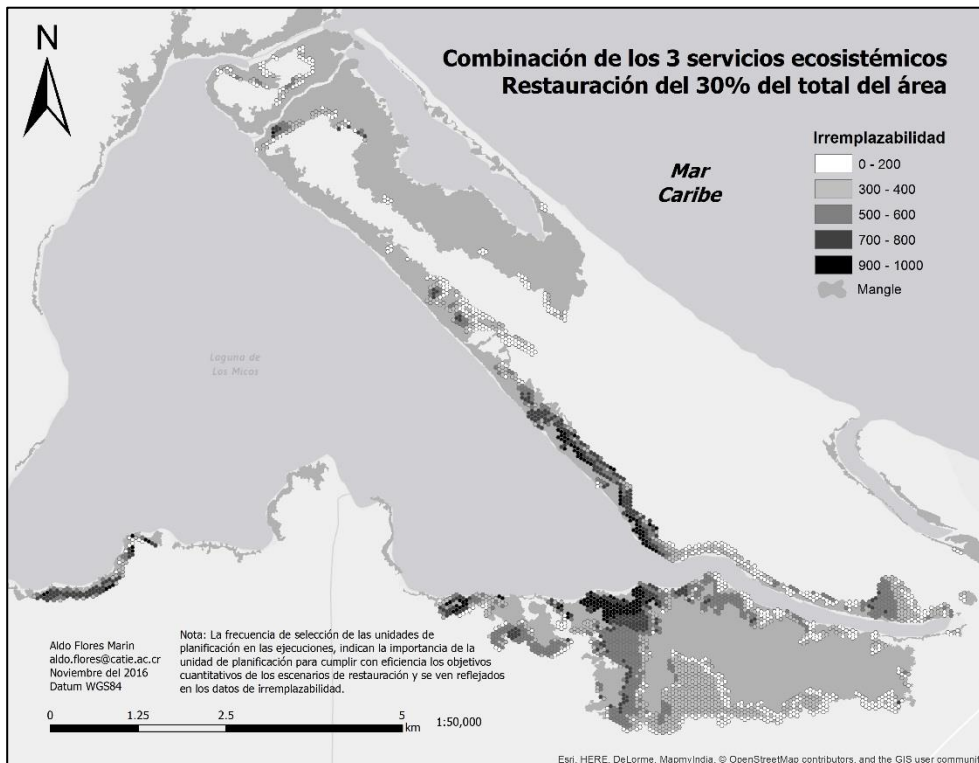 N
Combinación de los 3 servicios ecosistémicos
Restauración del 30% del total del área
Irremplazabilidad
0 - 200
300 - 400
500 - 600
700 - 800
900 - 1000
Mangle
Mar
Caribe
Laguna de
Los Micos
Aldo Flores Marin
aldo.flores@catie.ac.cr
Noviembre del 2016
Datum WGS84
Nota: La frecuencia de selección de las unidades de
planificación en las ejecuciones, indican la importancia de la
unidad de planificación para cumplir con eficiencia los objetivos
cuantitativos de los escenarios de restauración y se ven reflejados
en los datos de irremplazabilidad.
0 1.25 2.5 5
km
1:50,000
Esri, HERE, DeLorme, MapmyIndia, © OpenStreetMap contributors, and the GIS user communit